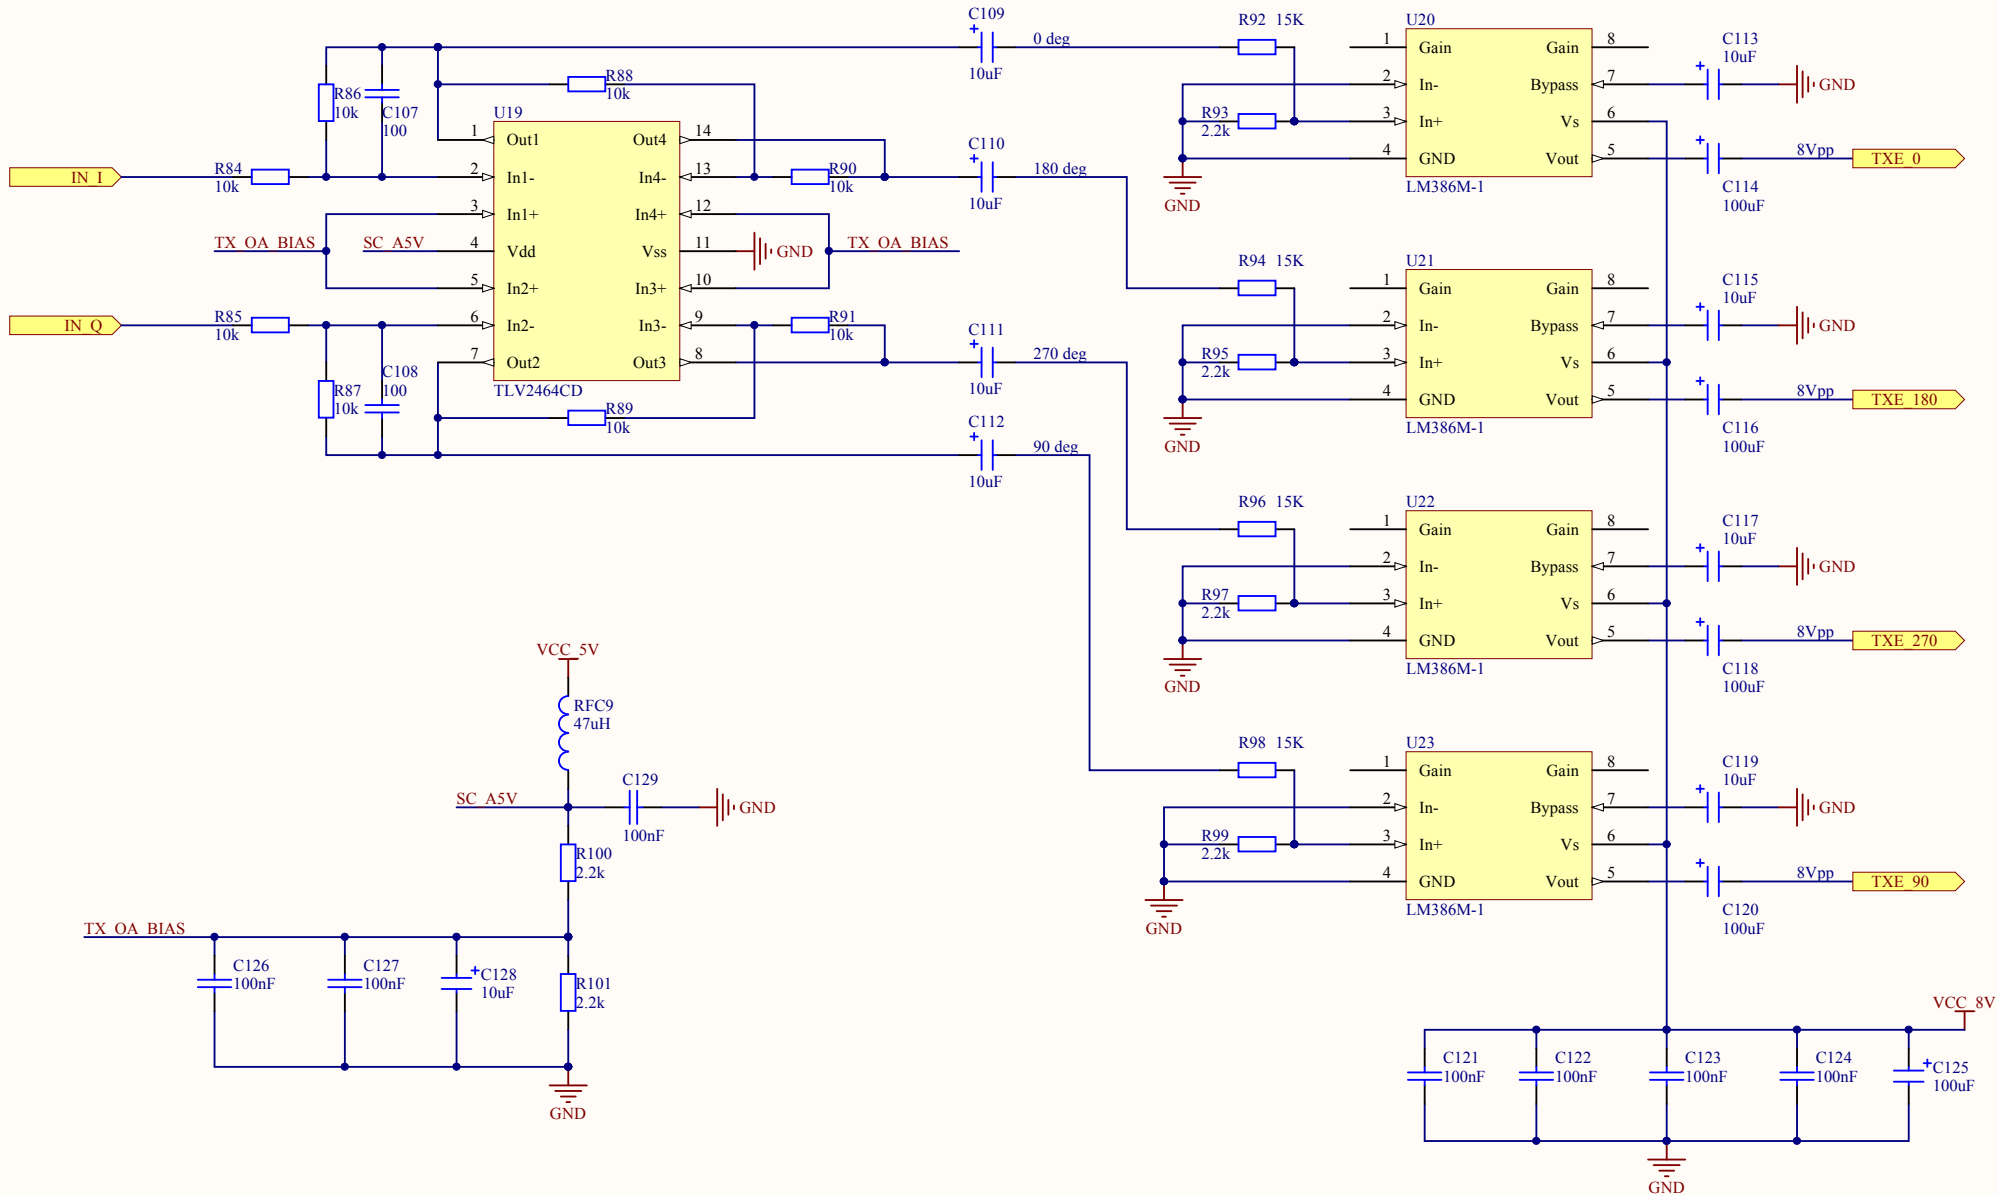 C109
10uF
0 deg
R92 15K
R93
2.2k
U20
1 Gain Gain 8
2 In- Bypass 7
3 In+ Vs 6
4 GND Vout 5
LM386M-1
GND
C113
10uF
GND
C114
100uF
8Vpp
TXE_0
R86
10k
C107
100
R88
10k
U19
1 Out1 Out4 14
2 In1- In4- 13
3 In1+ In4+ 12
4 Vdd Vss 11
5 In2+ In3+ 10
6 In2- In3- 9
7 Out2 Out3 8
TLV2464CD
IN_I
R84
10k
TX_OA_BIAS
SC_A5V
GND
TX_OA_BIAS
R90
10k
IN_Q
R85
10k
R91
10k
R87
10k
C108
100
R89
10k
C110
10uF
180 deg
C111
10uF
270 deg
C112
10uF
90 deg
R94 15K
R95
2.2k
U21
1 Gain Gain 8
2 In- Bypass 7
3 In+ Vs 6
4 GND Vout 5
LM386M-1
GND
C115
10uF
GND
C116
100uF
8Vpp
TXE_180
R96 15K
R97
2.2k
U22
1 Gain Gain 8
2 In- Bypass 7
3 In+ Vs 6
4 GND Vout 5
LM386M-1
GND
C117
10uF
GND
C118
100uF
8Vpp
TXE_270
R98 15K
R99
2.2k
U23
1 Gain Gain 8
2 In- Bypass 7
3 In+ Vs 6
4 GND Vout 5
LM386M-1
GND
C119
10uF
GND
C120
100uF
8Vpp
TXE_90
VCC_5V
RFC9
47uH
SC_A5V
C129
100nF
GND
R100
2.2k
TX_OA_BIAS
C126
100nF
C127
100nF
C128
10uF
R101
2.2k
GND
VCC_8V
C121
100nF
C122
100nF
C123
100nF
C124
100nF
C125
100uF
GND